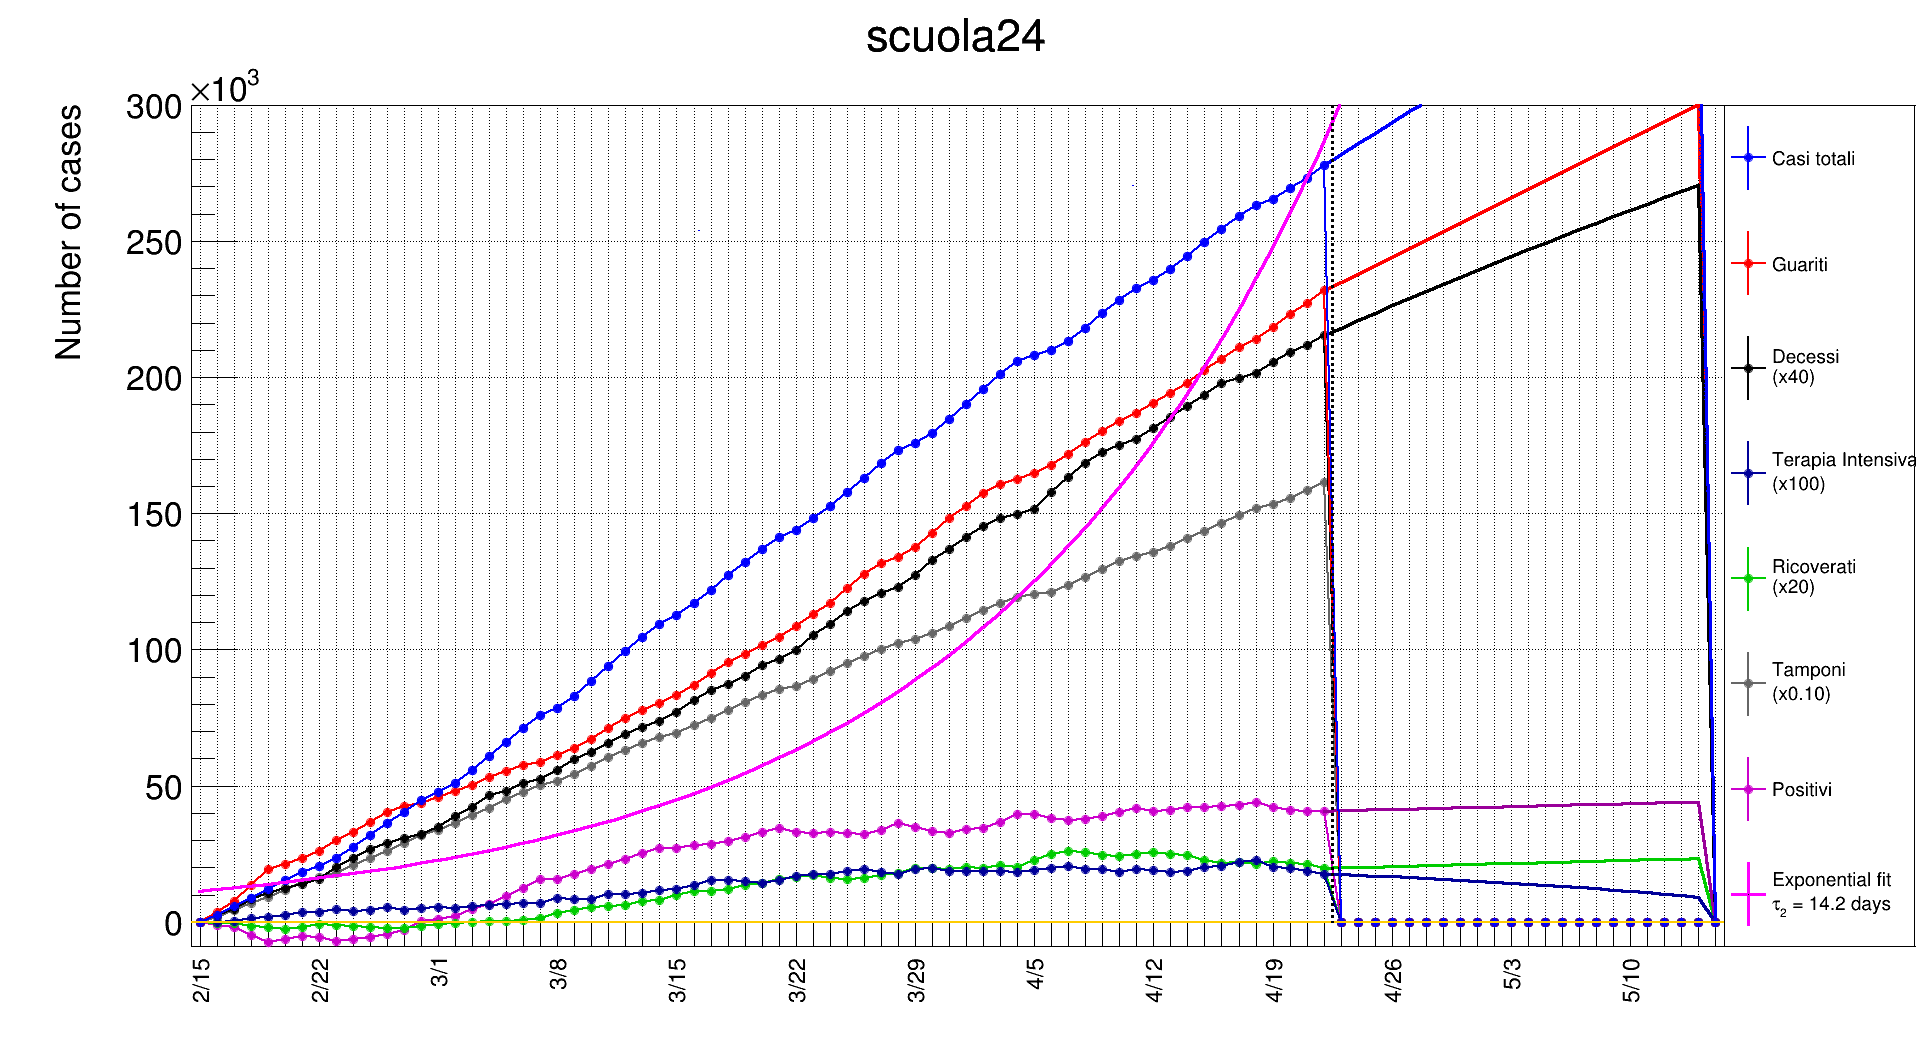 scuola24
×10³
Number of cases
300
250
200
150
100
50
0
2/15 2/22 3/1 3/8 3/15 3/22 3/29 4/5 4/12 4/19 4/26 5/3 5/10
Casi totali
Guariti
Decessi
(x40)
Terapia Intensiva
(x100)
Ricoverati
(x20)
Tamponi
(x0.10)
Positivi
Exponential fit
τ₂ = 14.2 days